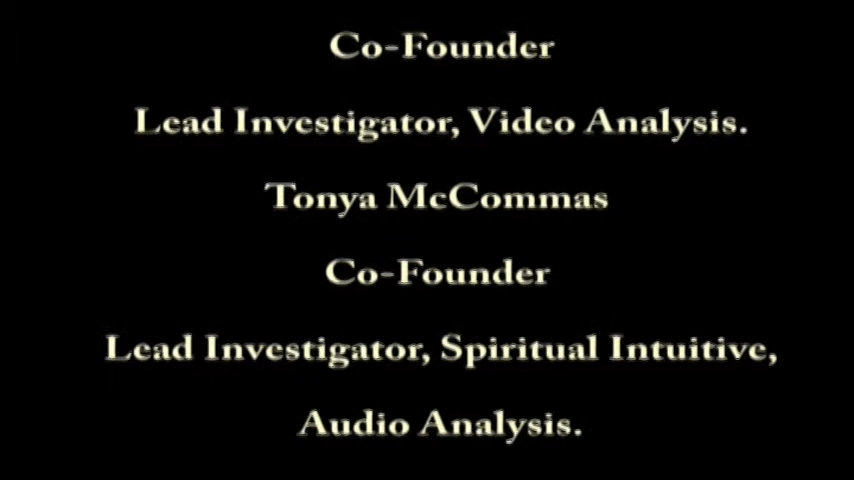 Co-Founder
Lead Investigator, Video Analysis.
Tonya McCommas
Co-Founder
Lead Investigator, Spiritual Intuitive,
Audio Analysis.